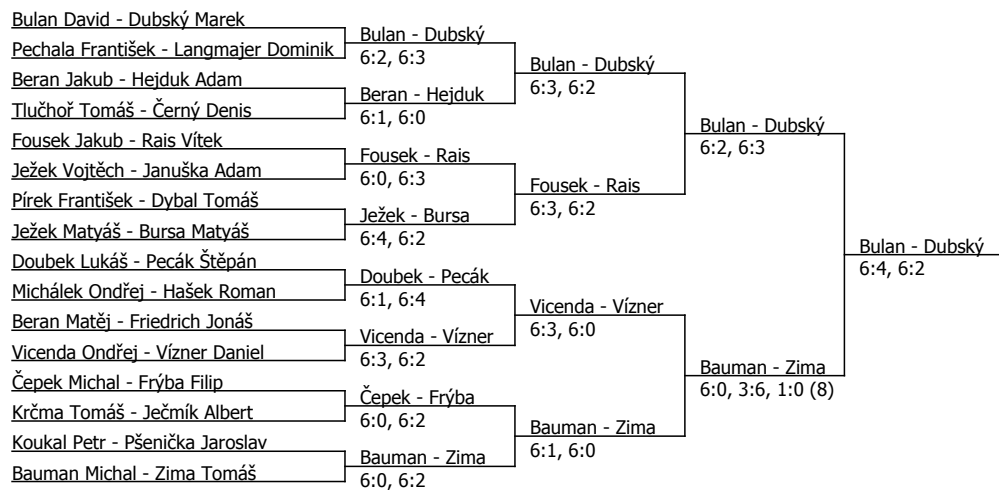 Bulan David - Dubský Marek
Pechala František - Langmajer Dominik
Beran Jakub - Hejduk Adam
Tlučhoř Tomáš - Černý Denis
Fousek Jakub - Rais Vítek
Ježek Vojtěch - Januška Adam
Pírek František - Dybal Tomáš
Ježek Matyáš - Bursa Matyáš
Doubek Lukáš - Pecák Štěpán
Michálek Ondřej - Hašek Roman
Beran Matěj - Friedrich Jonáš
Vicenda Ondřej - Vízner Daniel
Čepek Michal - Frýba Filip
Krčma Tomáš - Ječmík Albert
Koukal Petr - Pšenička Jaroslav
Bauman Michal - Zima Tomáš
Bulan - Dubský
6:2, 6:3
Beran - Hejduk
6:1, 6:0
Fousek - Rais
6:0, 6:3
Ježek - Bursa
6:4, 6:2
Doubek - Pecák
6:1, 6:4
Vicenda - Vízner
6:3, 6:2
Čepek - Frýba
6:0, 6:2
Bauman - Zima
6:0, 6:2
Bulan - Dubský
6:3, 6:2
Fousek - Rais
6:3, 6:2
Vicenda - Vízner
6:3, 6:0
Bauman - Zima
6:1, 6:0
Bulan - Dubský
6:2, 6:3
Bauman - Zima
6:0, 3:6, 1:0 (8)
Bulan - Dubský
6:4, 6:2